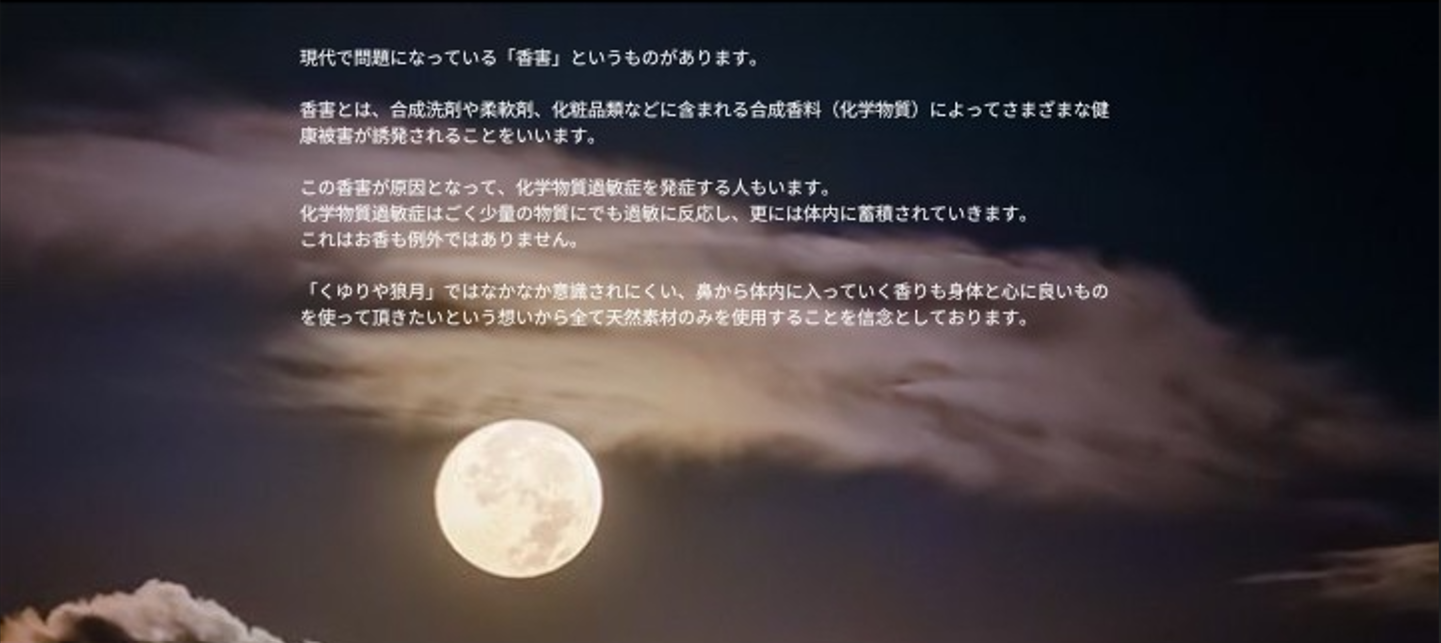 現代で問題になっている「香害」というものがあります。
香害とは、合成洗剤や柔軟剤、化粧品類などに含まれる合成香料（化学物質）によってさまざまな健
康被害が誘発されることをいいます。
この香害が原因となって、化学物質過敏症を発症する人もいます。
化学物質過敏症はごく少量の物質にでも過敏に反応し、更には体内に蓄積されていきます。
これはお香も例外ではありません。
「くゆりや狼月」ではなかなか意識されにくい、鼻から体内に入っていく香りも身体と心に良いもの
を使って頂きたいという想いから全て天然素材のみを使用することを信念としております。